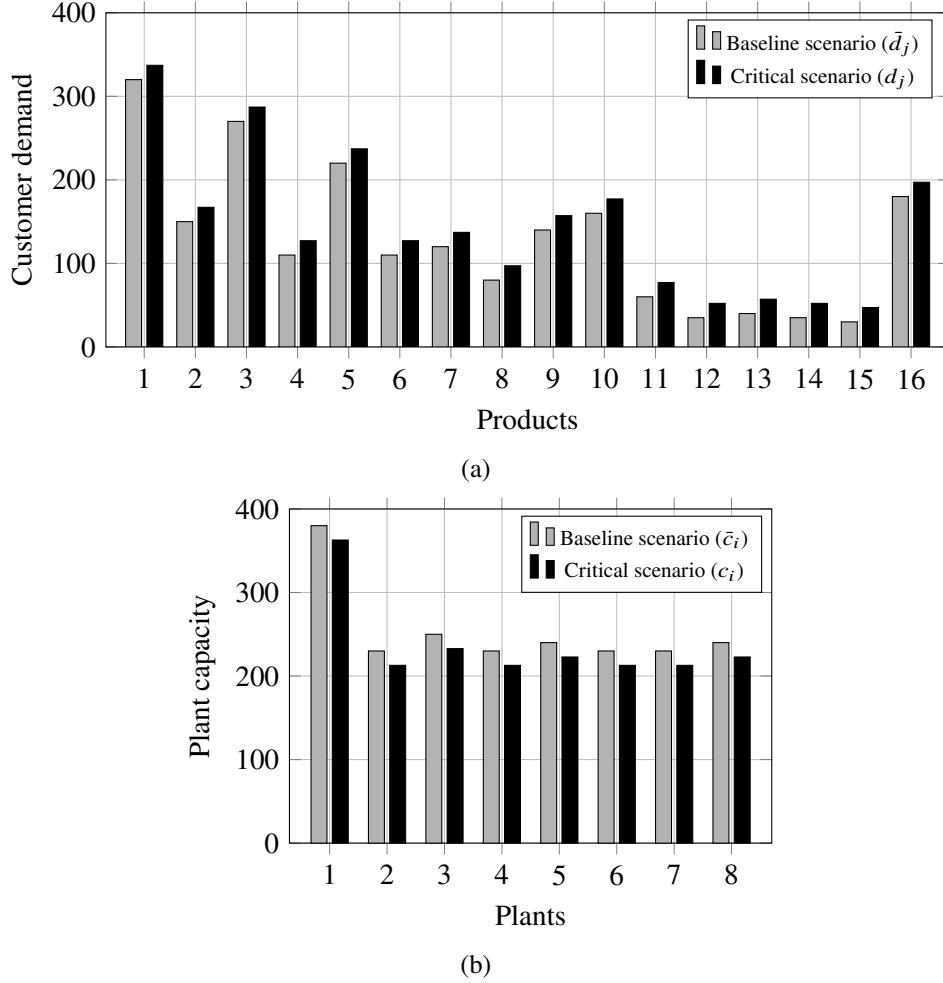 400
300
200
100
0
Customer demand
Baseline scenario (d̄_j)
Critical scenario (d_j)
1 2 3 4 5 6 7 8 9 10 11 12 13 14 15 16
Products
(a)
400
300
200
100
0
Plant capacity
Baseline scenario (c̄_i)
Critical scenario (c_i)
1 2 3 4 5 6 7 8
Plants
(b)